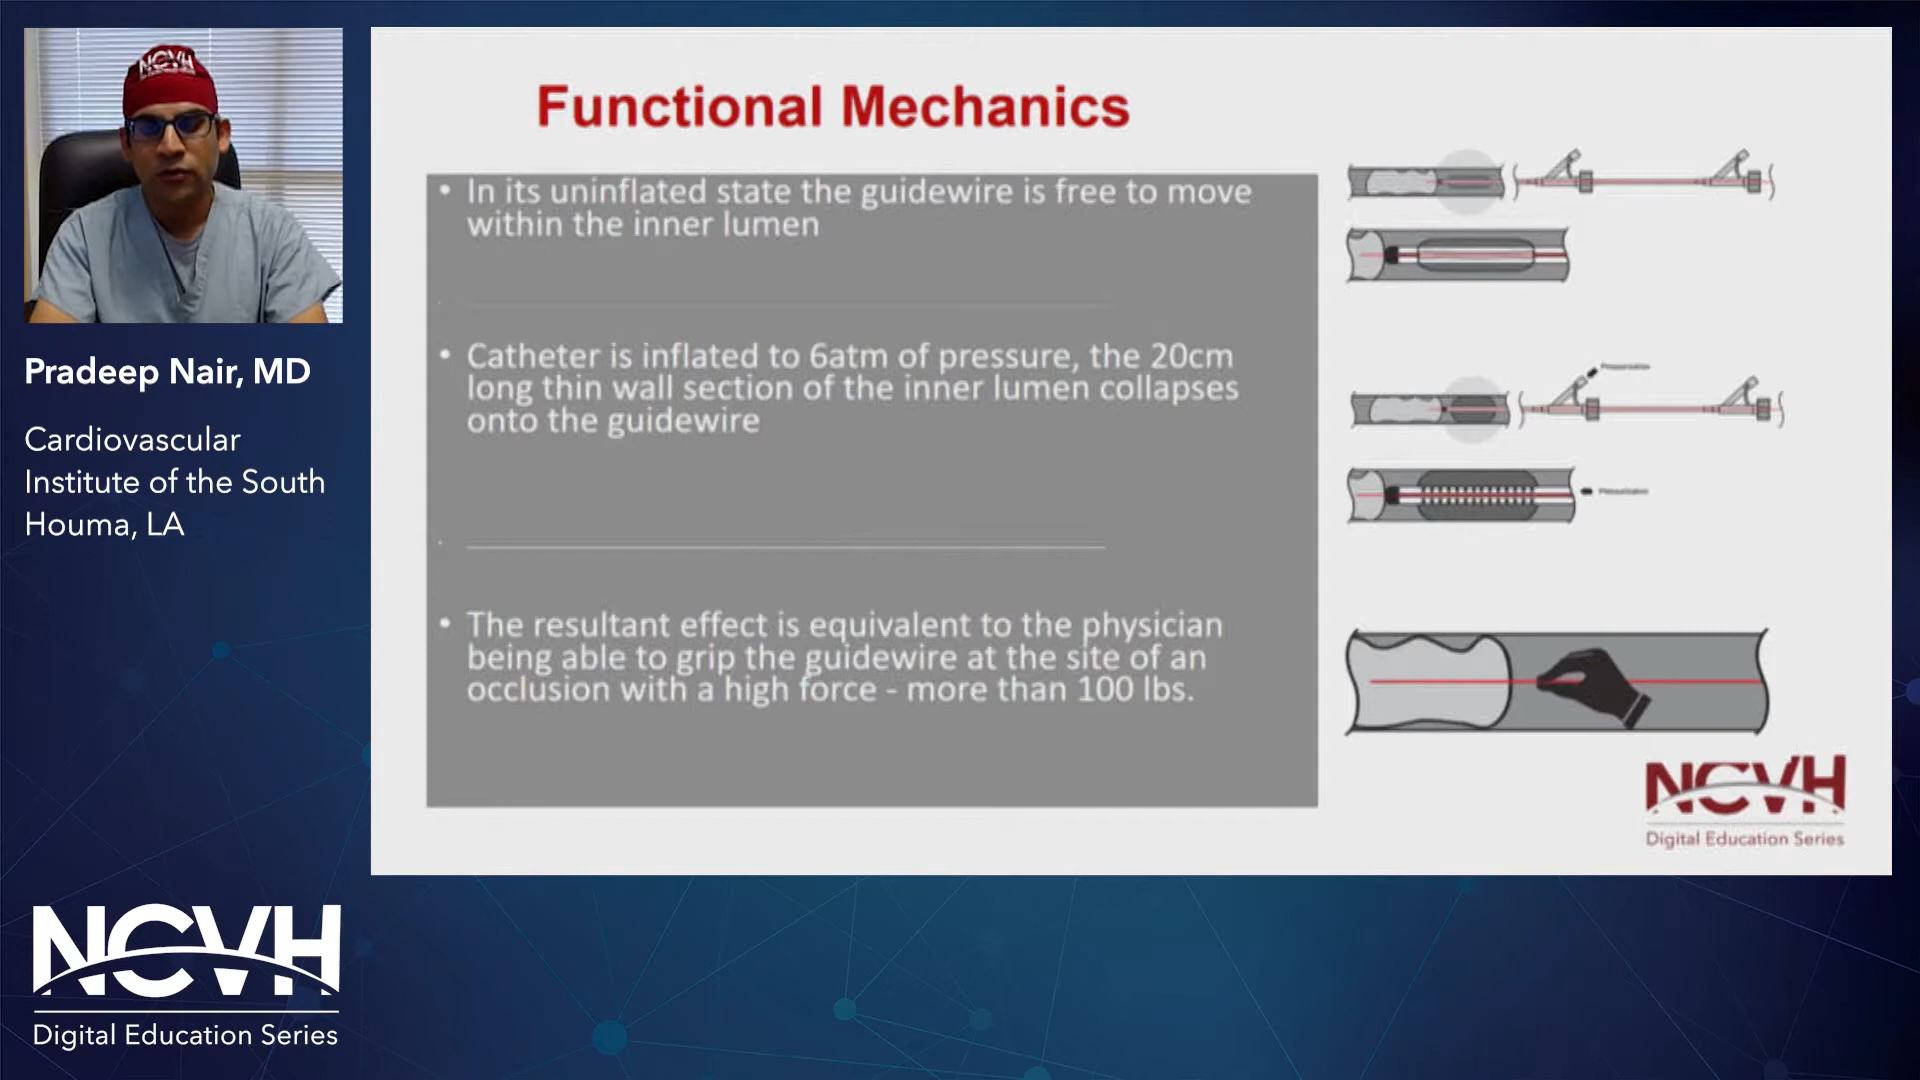 NCVH
Pradeep Nair, MD
Cardiovascular
Institute of the South
Houma, LA
NCVH
Digital Education Series
Functional Mechanics
• In its uninflated state the guidewire is free to move
within the inner lumen
• Catheter is inflated to 6atm of pressure, the 20cm
long thin wall section of the inner lumen collapses
onto the guidewire
• The resultant effect is equivalent to the physician
being able to grip the guidewire at the site of an
occlusion with a high force - more than 100 lbs.
NCVH
Digital Education Series